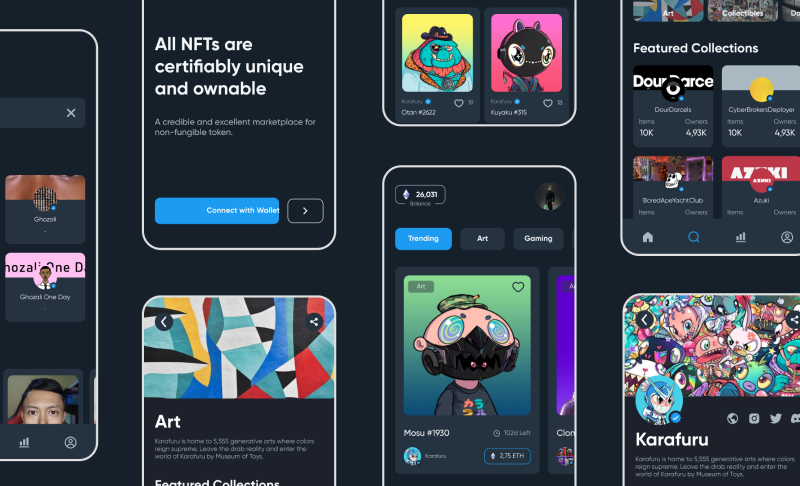 Ghozali
-
hozali One Da
Ghozali One Day
-
All NFTs are
certifiably unique
and ownable
A credible and excellent marketplace for
non-fungible token.
Connect with Wallet
Art
Karafuru is home to 5,555 generative arts where colors
reign supreme. Leave the drab reality and enter the
world of Karafuru by Museum of Toys.
Featured Collections
Karafuru
19
Otan #2622
Karafuru
18
Kuyaku #315
26,031
Balance
Trending
Art
Gaming
Art
Mosu #1930
102d Left
Karafuru
2,75 ETH
A
Clon
Art
Collectibles
Do
Featured Collections
Dour Darce
DourDarcels
Items
Owners
10K
4,93K
CyberBrokersDeployer
Items
Owners
10K
4,93K
BoredApeYachtClub
Items
Owners
AZUKI
AZUKI
Azuki
Items
Owners
Karafuru
Karafuru is home to 5,555 generative arts where colors
reign supreme. Leave the drab reality and enter the
world of Karafuru by Museum of Toys.